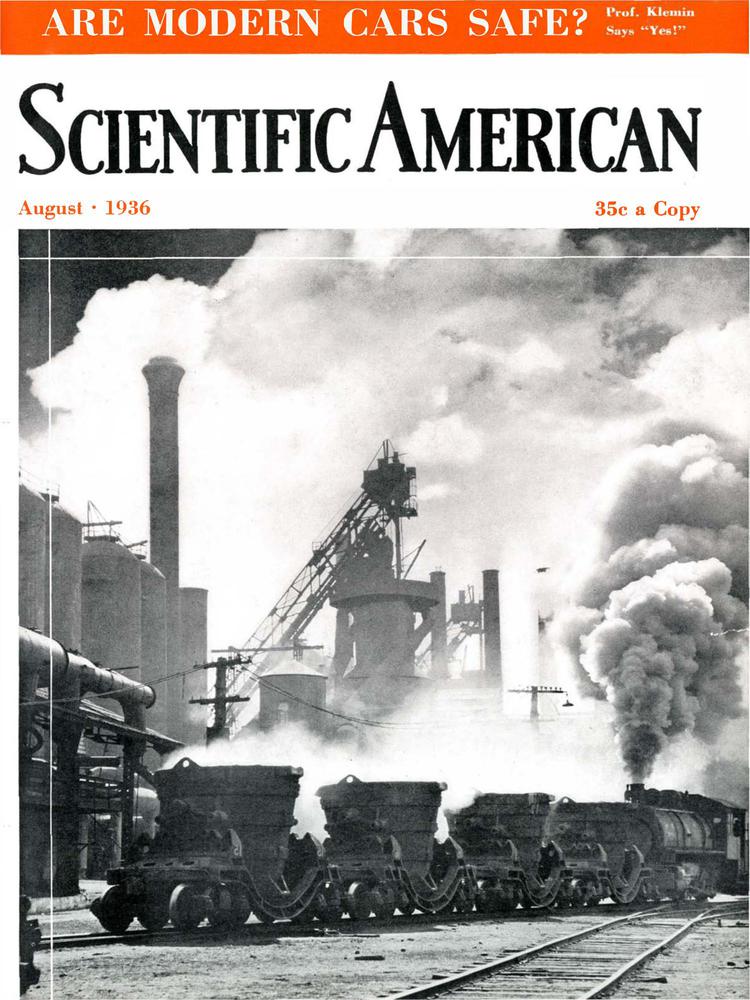 ARE MODERN CARS SAFE?
Prof. Klemin
Says “Yes!”
SCIENTIFIC AMERICAN
August · 1936
35c a Copy